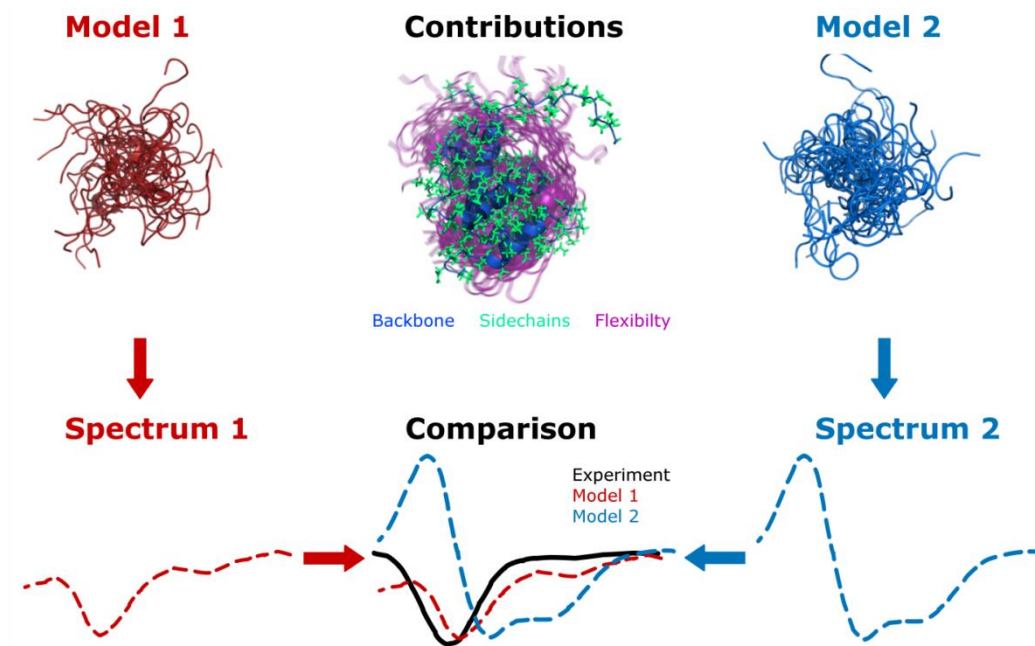 Model 1 Contributions Model 2
Backbone Sidechains Flexibilty
Spectrum 1 Comparison Spectrum 2
Experiment
Model 1
Model 2